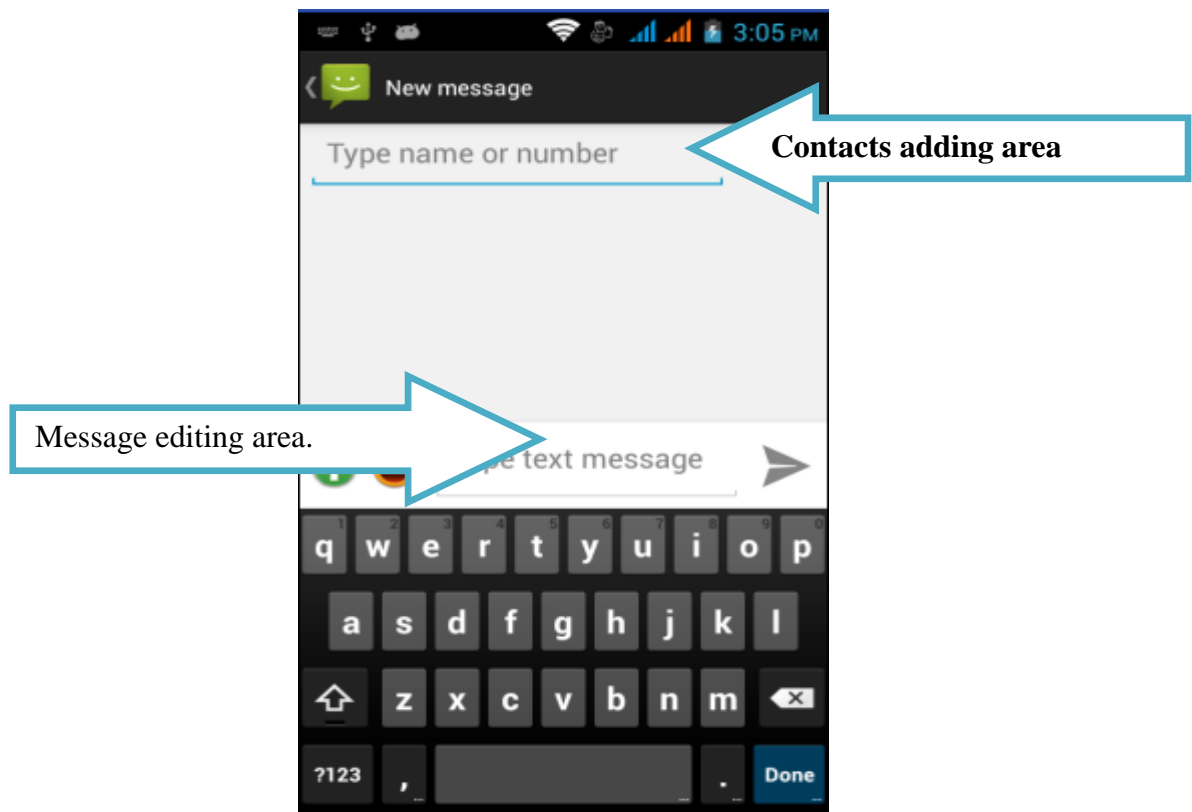 3:05 PM
New message
Type name or number
Contacts adding area
Message editing area.
text message
1 2 3 4 5 6 7 8 9 0
q w e r t y u i o p
a s d f g h j k l
z x c v b n m
?123 , . Done